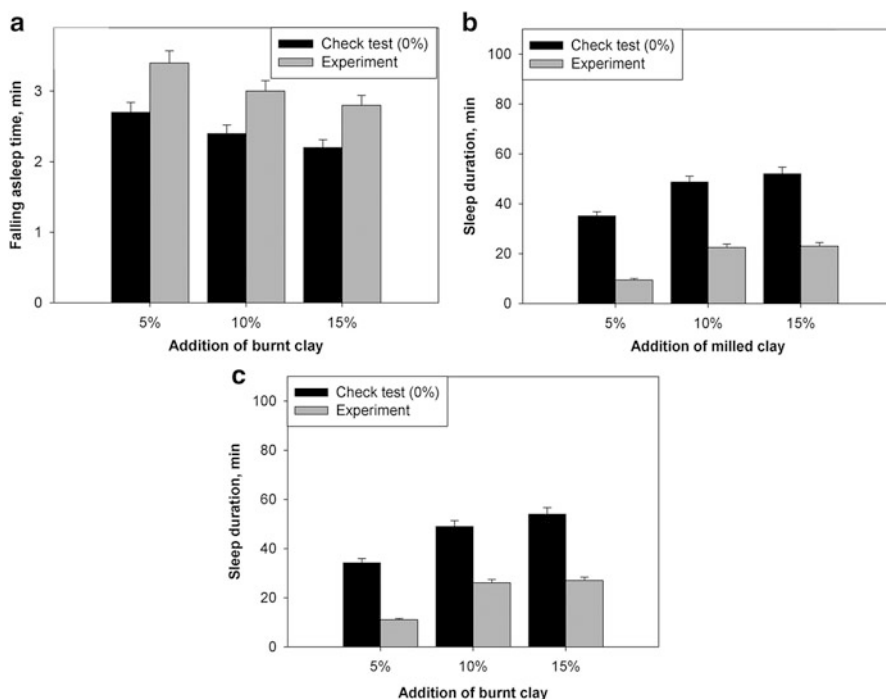 a
Check test (0%)
Experiment
Falling asleep time, min
3
2
1
0
5%
10%
15%
Addition of burnt clay
b
Check test (0%)
Experiment
Sleep duration, min
100
80
60
40
20
0
5%
10%
15%
Addition of milled clay
c
Check test (0%)
Experiment
Sleep duration, min
100
80
60
40
20
0
5%
10%
15%
Addition of burnt clay